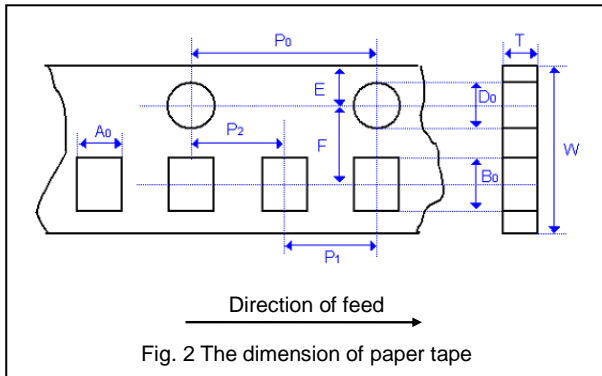 P0
T
E
D0
A0
P2
F
W
B0
P1
Direction of feed
Fig. 2 The dimension of paper tape